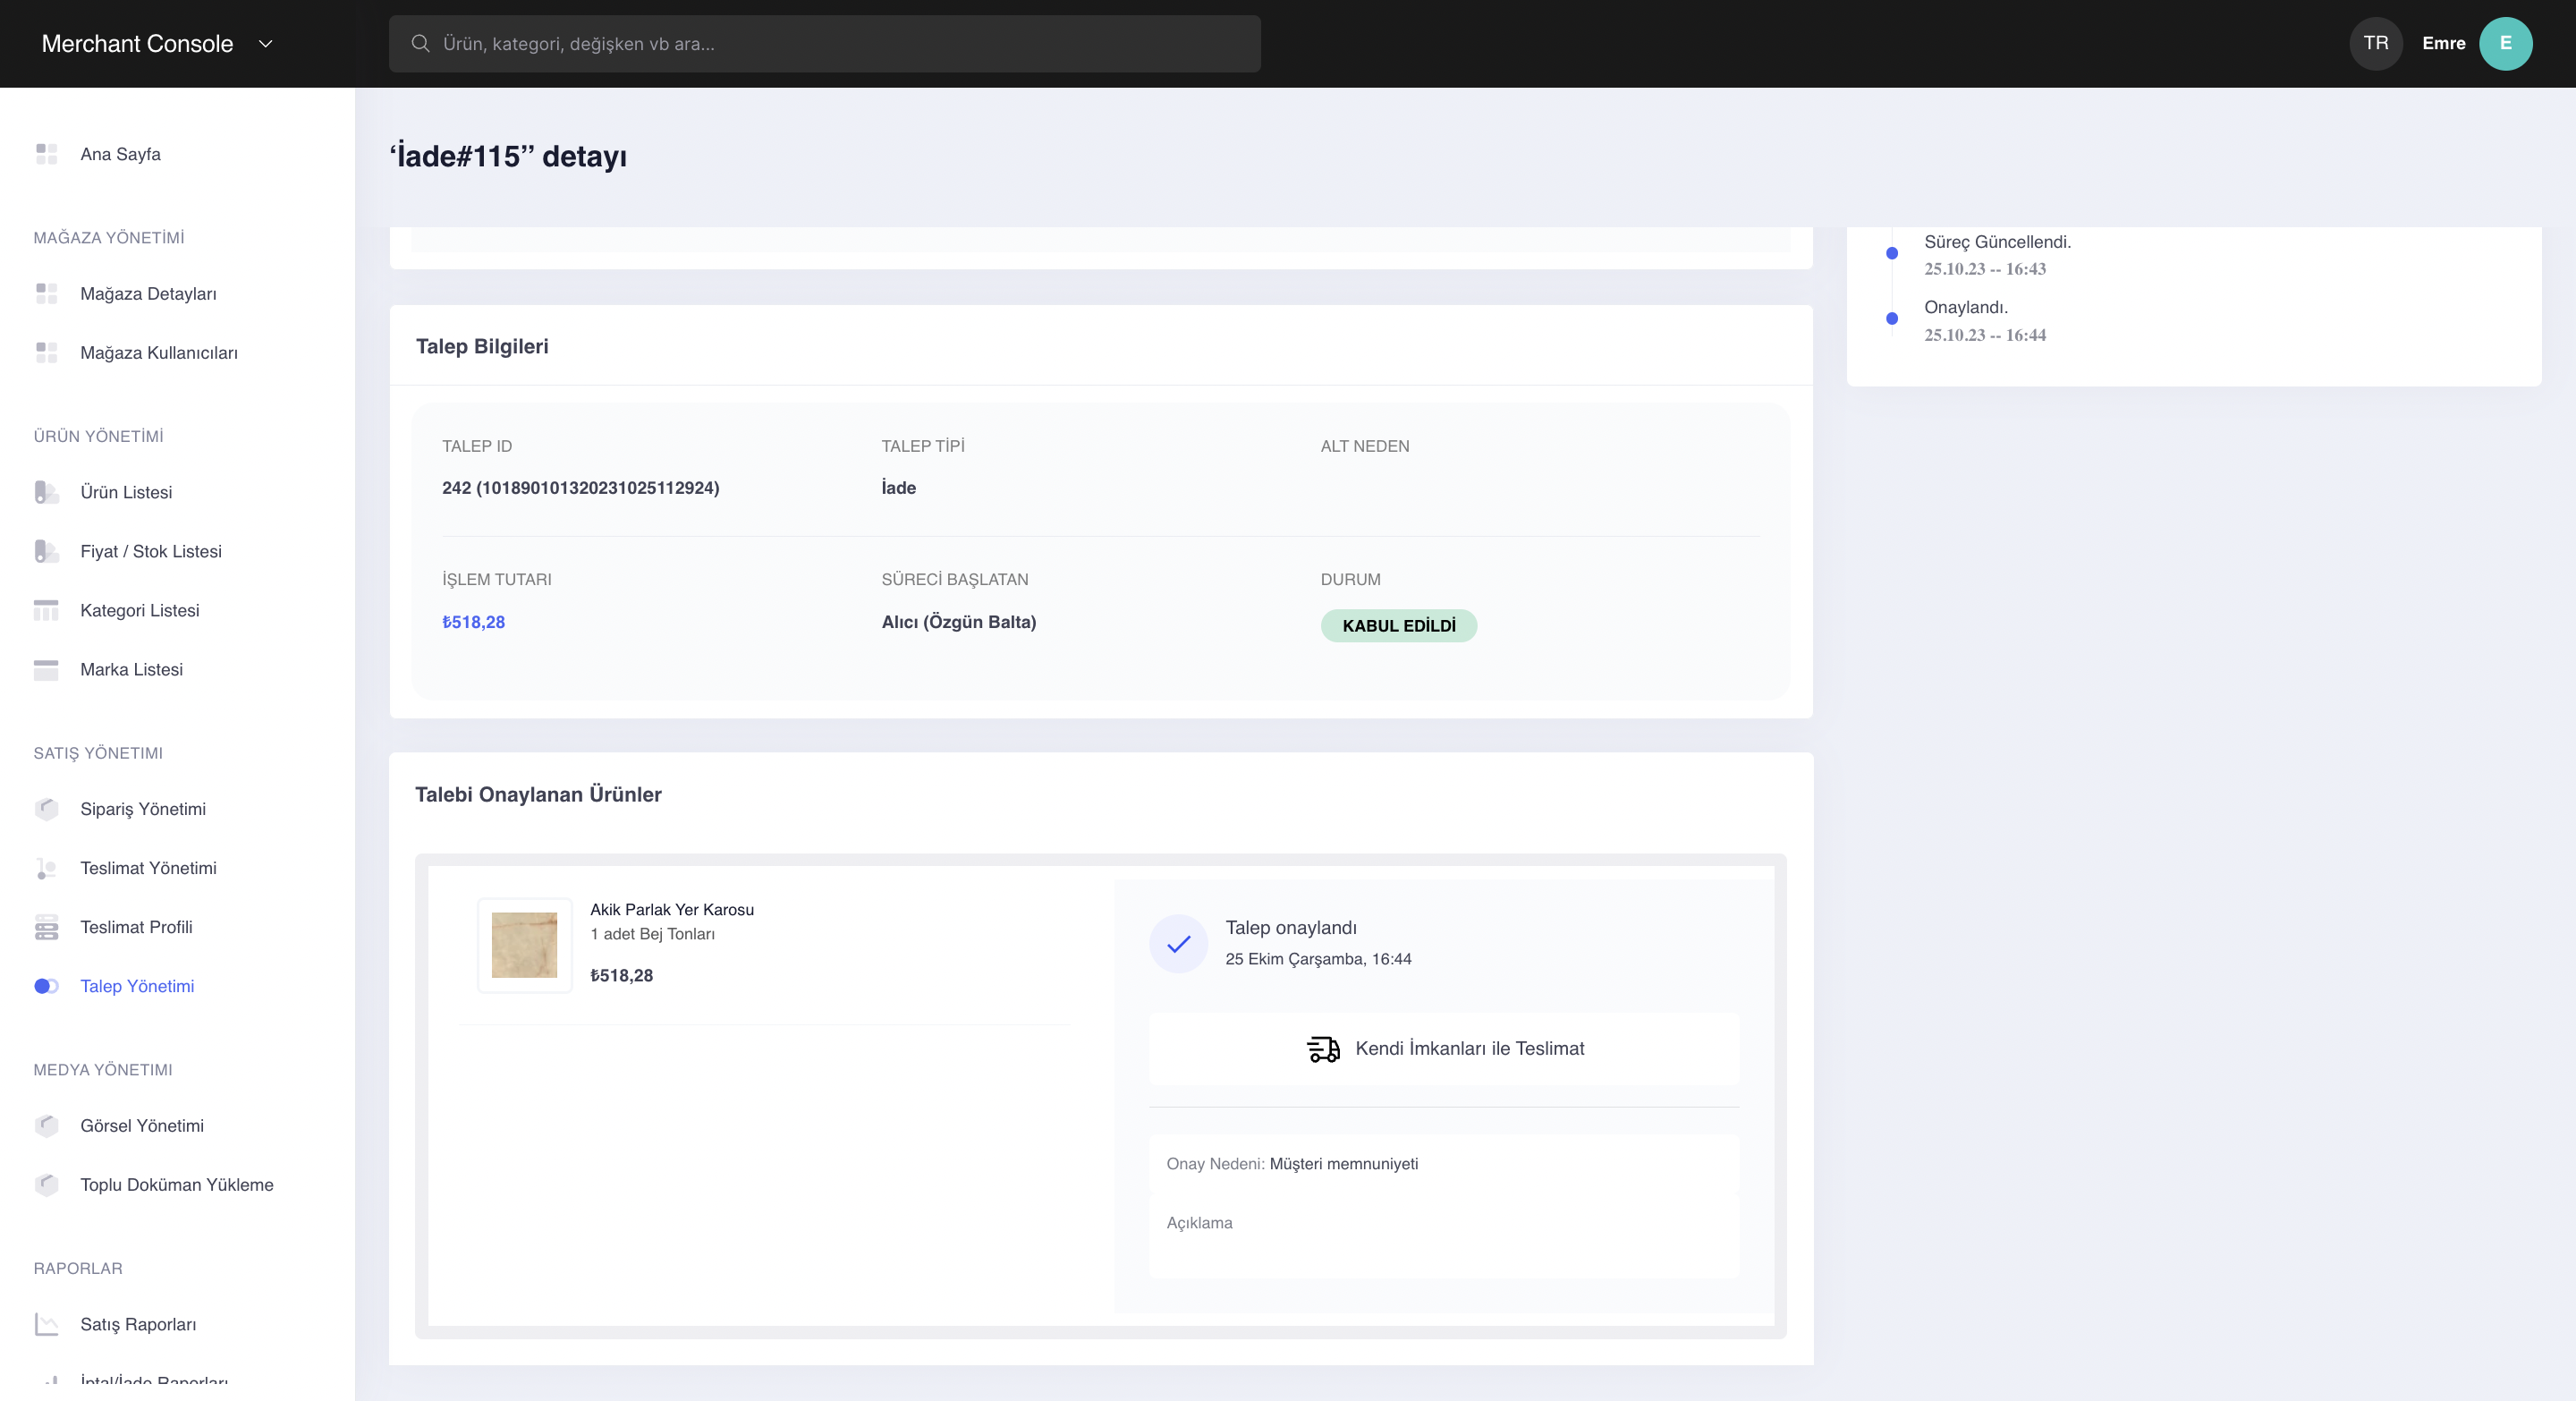 Merchant Console
Ürün, kategori, değişken vb ara...
TR
Emre
E
Ana Sayfa
MAĞAZA YÖNETİMİ
Mağaza Detayları
Mağaza Kullanıcıları
ÜRÜN YÖNETİMİ
Ürün Listesi
Fiyat / Stok Listesi
Kategori Listesi
Marka Listesi
SATIŞ YÖNETIMI
Sipariş Yönetimi
Teslimat Yönetimi
Teslimat Profili
Talep Yönetimi
MEDYA YÖNETIMI
Görsel Yönetimi
Toplu Doküman Yükleme
RAPORLAR
Satış Raporları
İptal/İade Raporları
‘İade#115’’ detayı
Talep Bilgileri
TALEP ID
TALEP TİPİ
ALT NEDEN
242 (101890101320231025112924)
İade
İŞLEM TUTARI
SÜRECİ BAŞLATAN
DURUM
₺518,28
Alıcı (Özgün Balta)
KABUL EDİLDİ
Talebi Onaylanan Ürünler
Akik Parlak Yer Karosu
1 adet Bej Tonları
₺518,28
Talep onaylandı
25 Ekim Çarşamba, 16:44
Kendi İmkanları ile Teslimat
Onay Nedeni: Müşteri memnuniyeti
Açıklama
Süreç Güncellendi.
25.10.23 -- 16:43
Onaylandı.
25.10.23 -- 16:44